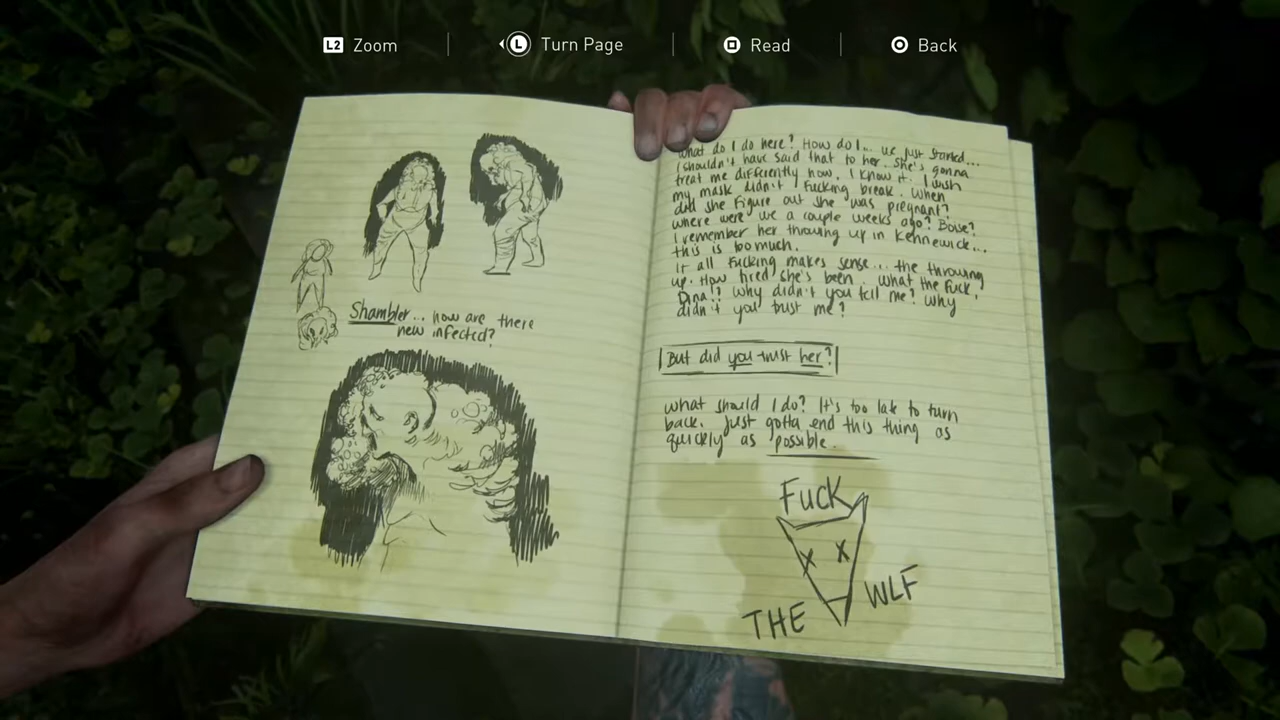 L2 Zoom
L Turn Page
Read
Back
Shambler... how are there
new infected?
What do I do here? How do I... we just started...
I shouldn't have said that to her. She's gonna
treat me differently now. I know it. I wish
my mask didn't fucking break. When
did she figure out she was pregnant?
Where were we a couple weeks ago? Boise?
I remember her throwing up in Kennewick...
this is too much.
It all fucking makes sense... the throwing
up. How tired she's been. What the fuck,
Dina!? Why didn't you tell me? Why
didn't you trust me?
But did you trust her?
What should I do? It's too late to turn
back. Just gotta end this thing as
quickly as possible.
FUCK
THE
WLF